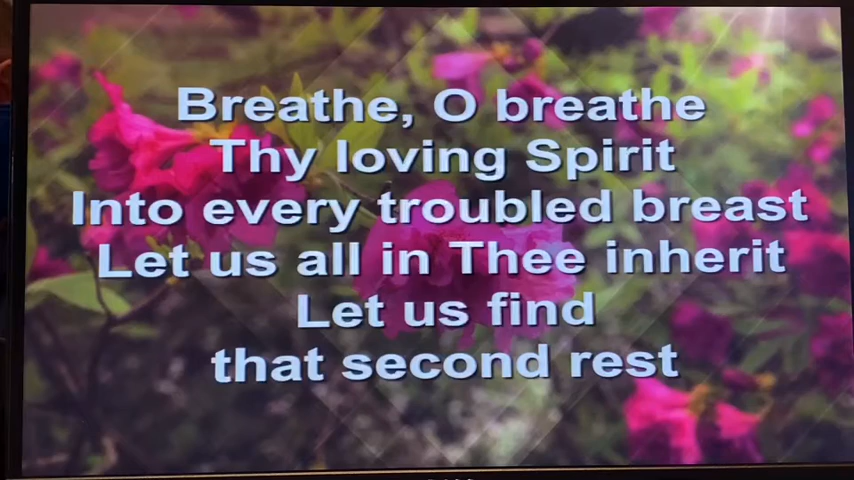 Breathe, O breathe
Thy loving Spirit
Into every troubled breast
Let us all in Thee inherit
Let us find
that second rest